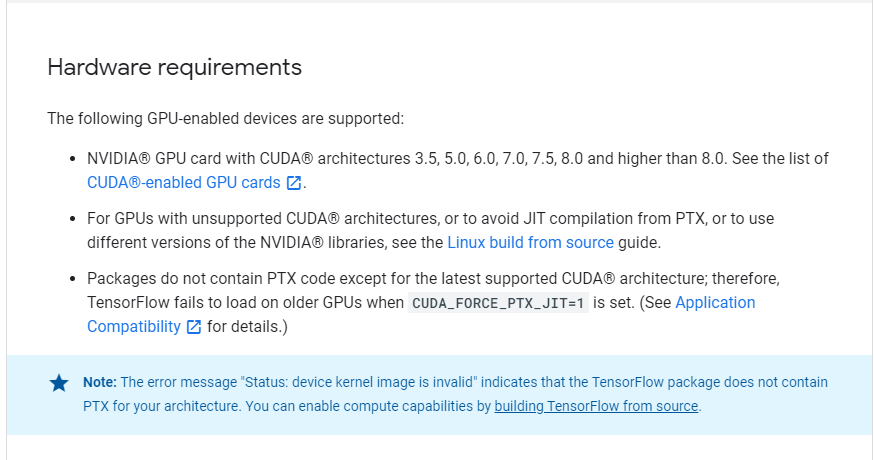 Hardware requirements
The following GPU-enabled devices are supported:
• NVIDIA® GPU card with CUDA® architectures 3.5, 5.0, 6.0, 7.0, 7.5, 8.0 and higher than 8.0. See the list of
CUDA®-enabled GPU cards.
• For GPUs with unsupported CUDA® architectures, or to avoid JIT compilation from PTX, or to use
different versions of the NVIDIA® libraries, see the Linux build from source guide.
• Packages do not contain PTX code except for the latest supported CUDA® architecture; therefore,
TensorFlow fails to load on older GPUs when CUDA_FORCE_PTX_JIT=1 is set. (See Application
Compatibility for details.)
Note: The error message "Status: device kernel image is invalid" indicates that the TensorFlow package does not contain
PTX for your architecture. You can enable compute capabilities by building TensorFlow from source.